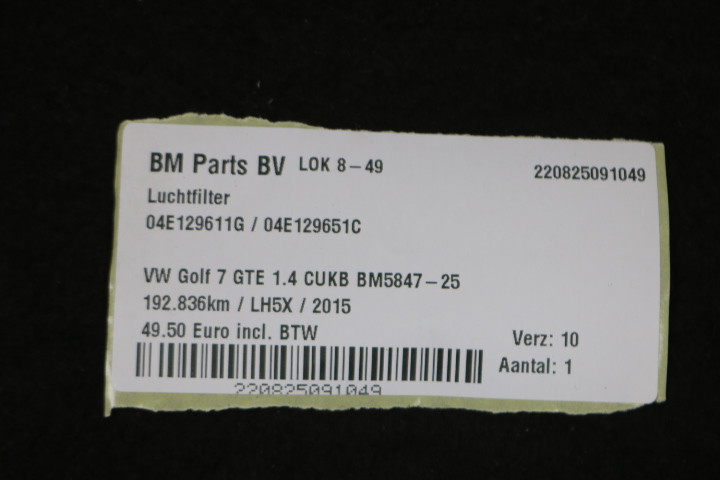 BM Parts BV LOK 8-49 220825091049
Luchtfilter
04E129611G / 04E129651C
VW Golf 7 GTE 1.4 CUKB BM5847-25
192.836km / LH5X / 2015
49.50 Euro incl. BTW
Verz: 10
Aantal: 1
220825091049